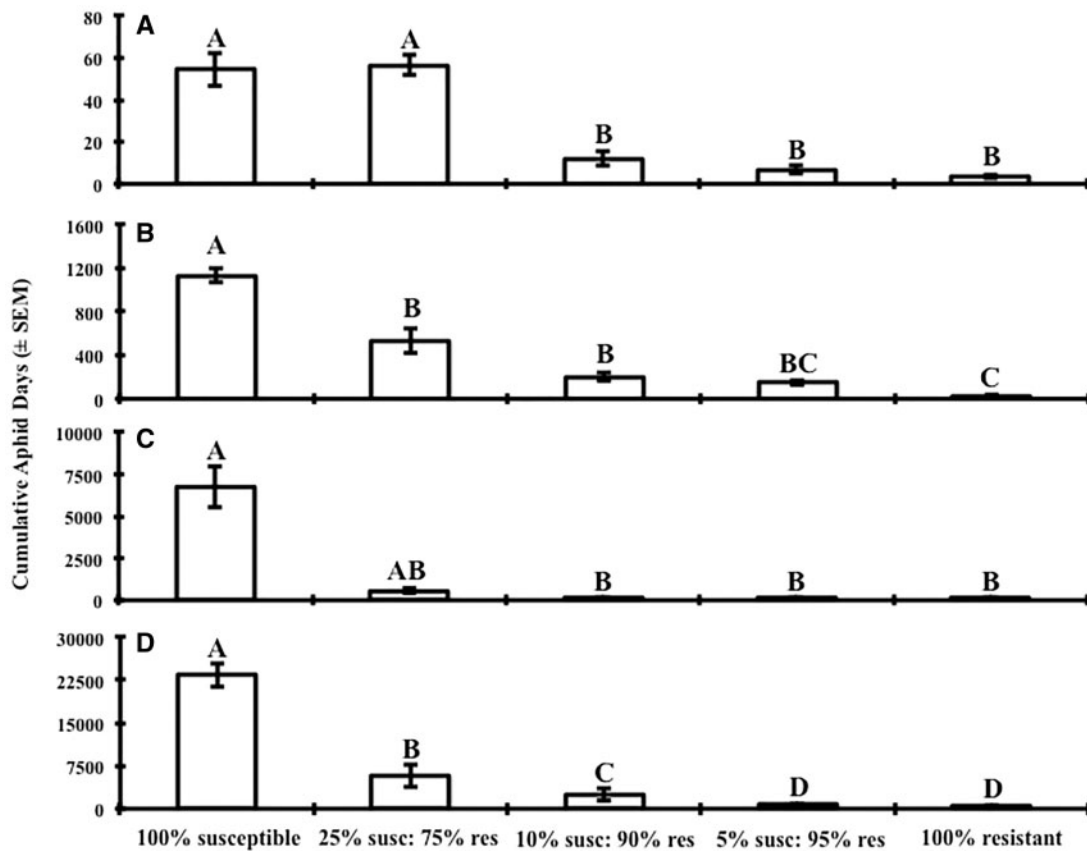 Cumulative Aphid Days (± SEM)
A
80
60
40
20
0
A A B B B
B
1600
1200
800
400
0
A B B BC C
C
10000
7500
5000
2500
0
A AB B B B
D
30000
22500
15000
7500
0
A B C D D
100% susceptible 25% susc: 75% res 10% susc: 90% res 5% susc: 95% res 100% resistant